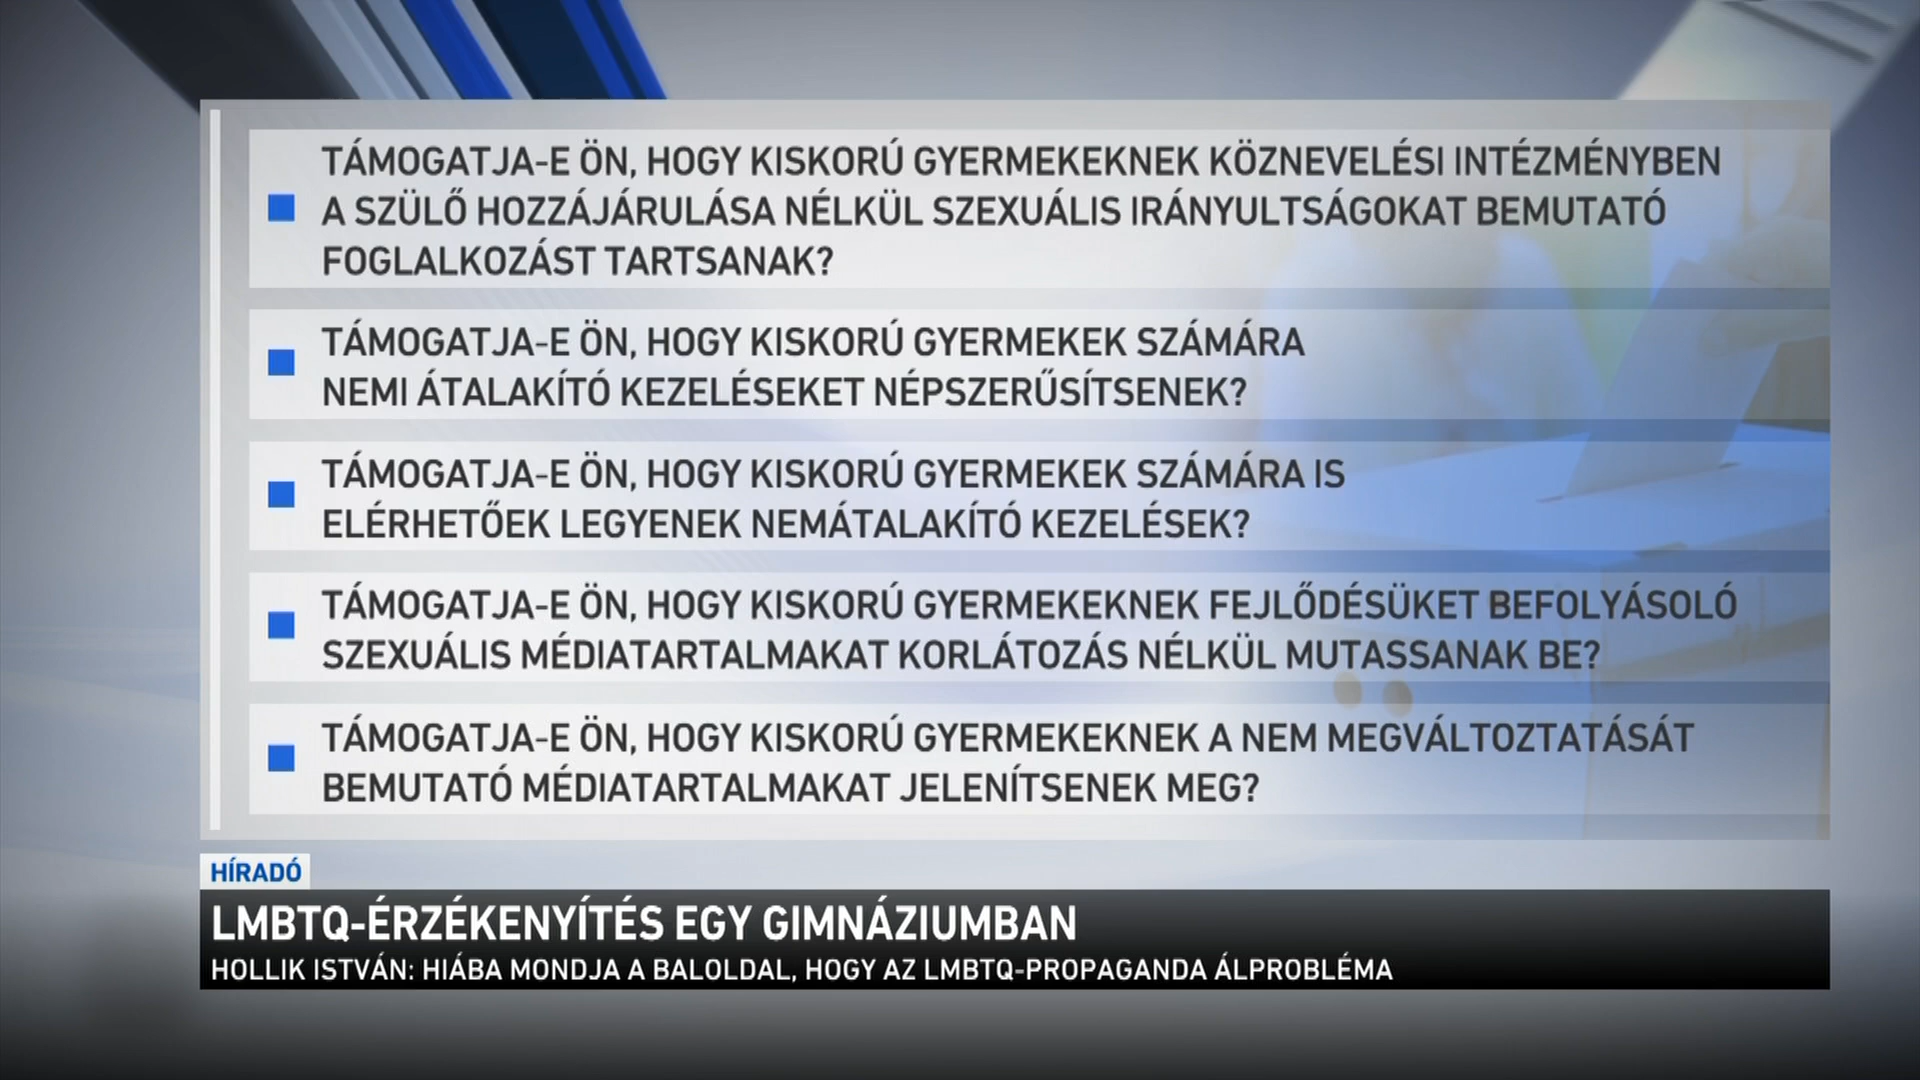 TÁMOGATJA-E ÖN, HOGY KISKORÚ GYERMEKEKNEK KÖZNEVELÉSI INTÉZMÉNYBEN
A SZÜLŐ HOZZÁJÁRULÁSA NÉLKÜL SZEXUÁLIS IRÁNYULTSÁGOKAT BEMUTATÓ
FOGLALKOZÁST TARTSANAK?
TÁMOGATJA-E ÖN, HOGY KISKORÚ GYERMEKEK SZÁMÁRA
NEMI ÁTALAKÍTÓ KEZELÉSEKET NÉPSZERŰSÍTSENEK?
TÁMOGATJA-E ÖN, HOGY KISKORÚ GYERMEKEK SZÁMÁRA IS
ELÉRHETŐEK LEGYENEK NEMÁTALAKÍTÓ KEZELÉSEK?
TÁMOGATJA-E ÖN, HOGY KISKORÚ GYERMEKEKNEK FEJLŐDÉSÜKET BEFOLYÁSOLÓ
SZEXUÁLIS MÉDIATARTALMAKAT KORLÁTOZÁS NÉLKÜL MUTASSANAK BE?
TÁMOGATJA-E ÖN, HOGY KISKORÚ GYERMEKEKNEK A NEM MEGVÁLTOZTATÁSÁT
BEMUTATÓ MÉDIATARTALMAKAT JELENÍTSENEK MEG?
HÍRADÓ
LMBTQ-ÉRZÉKENYÍTÉS EGY GIMNÁZIUMBAN
HOLLIK ISTVÁN: HIÁBA MONDJA A BALOLDAL, HOGY AZ LMBTQ-PROPAGANDA ÁLPROBLÉMA